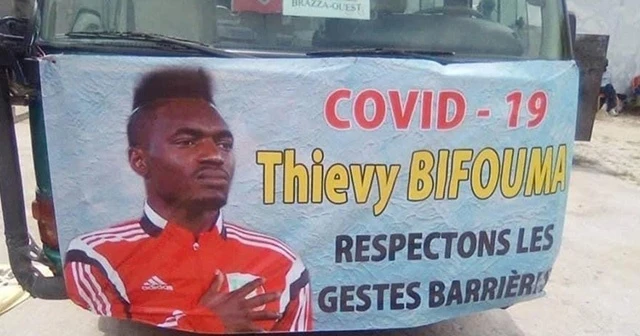 BRAZZA-OUEST
COVID - 19
Thievy BIFOUMA
RESPECTONS LES
GESTES BARRIÈRES
adidas